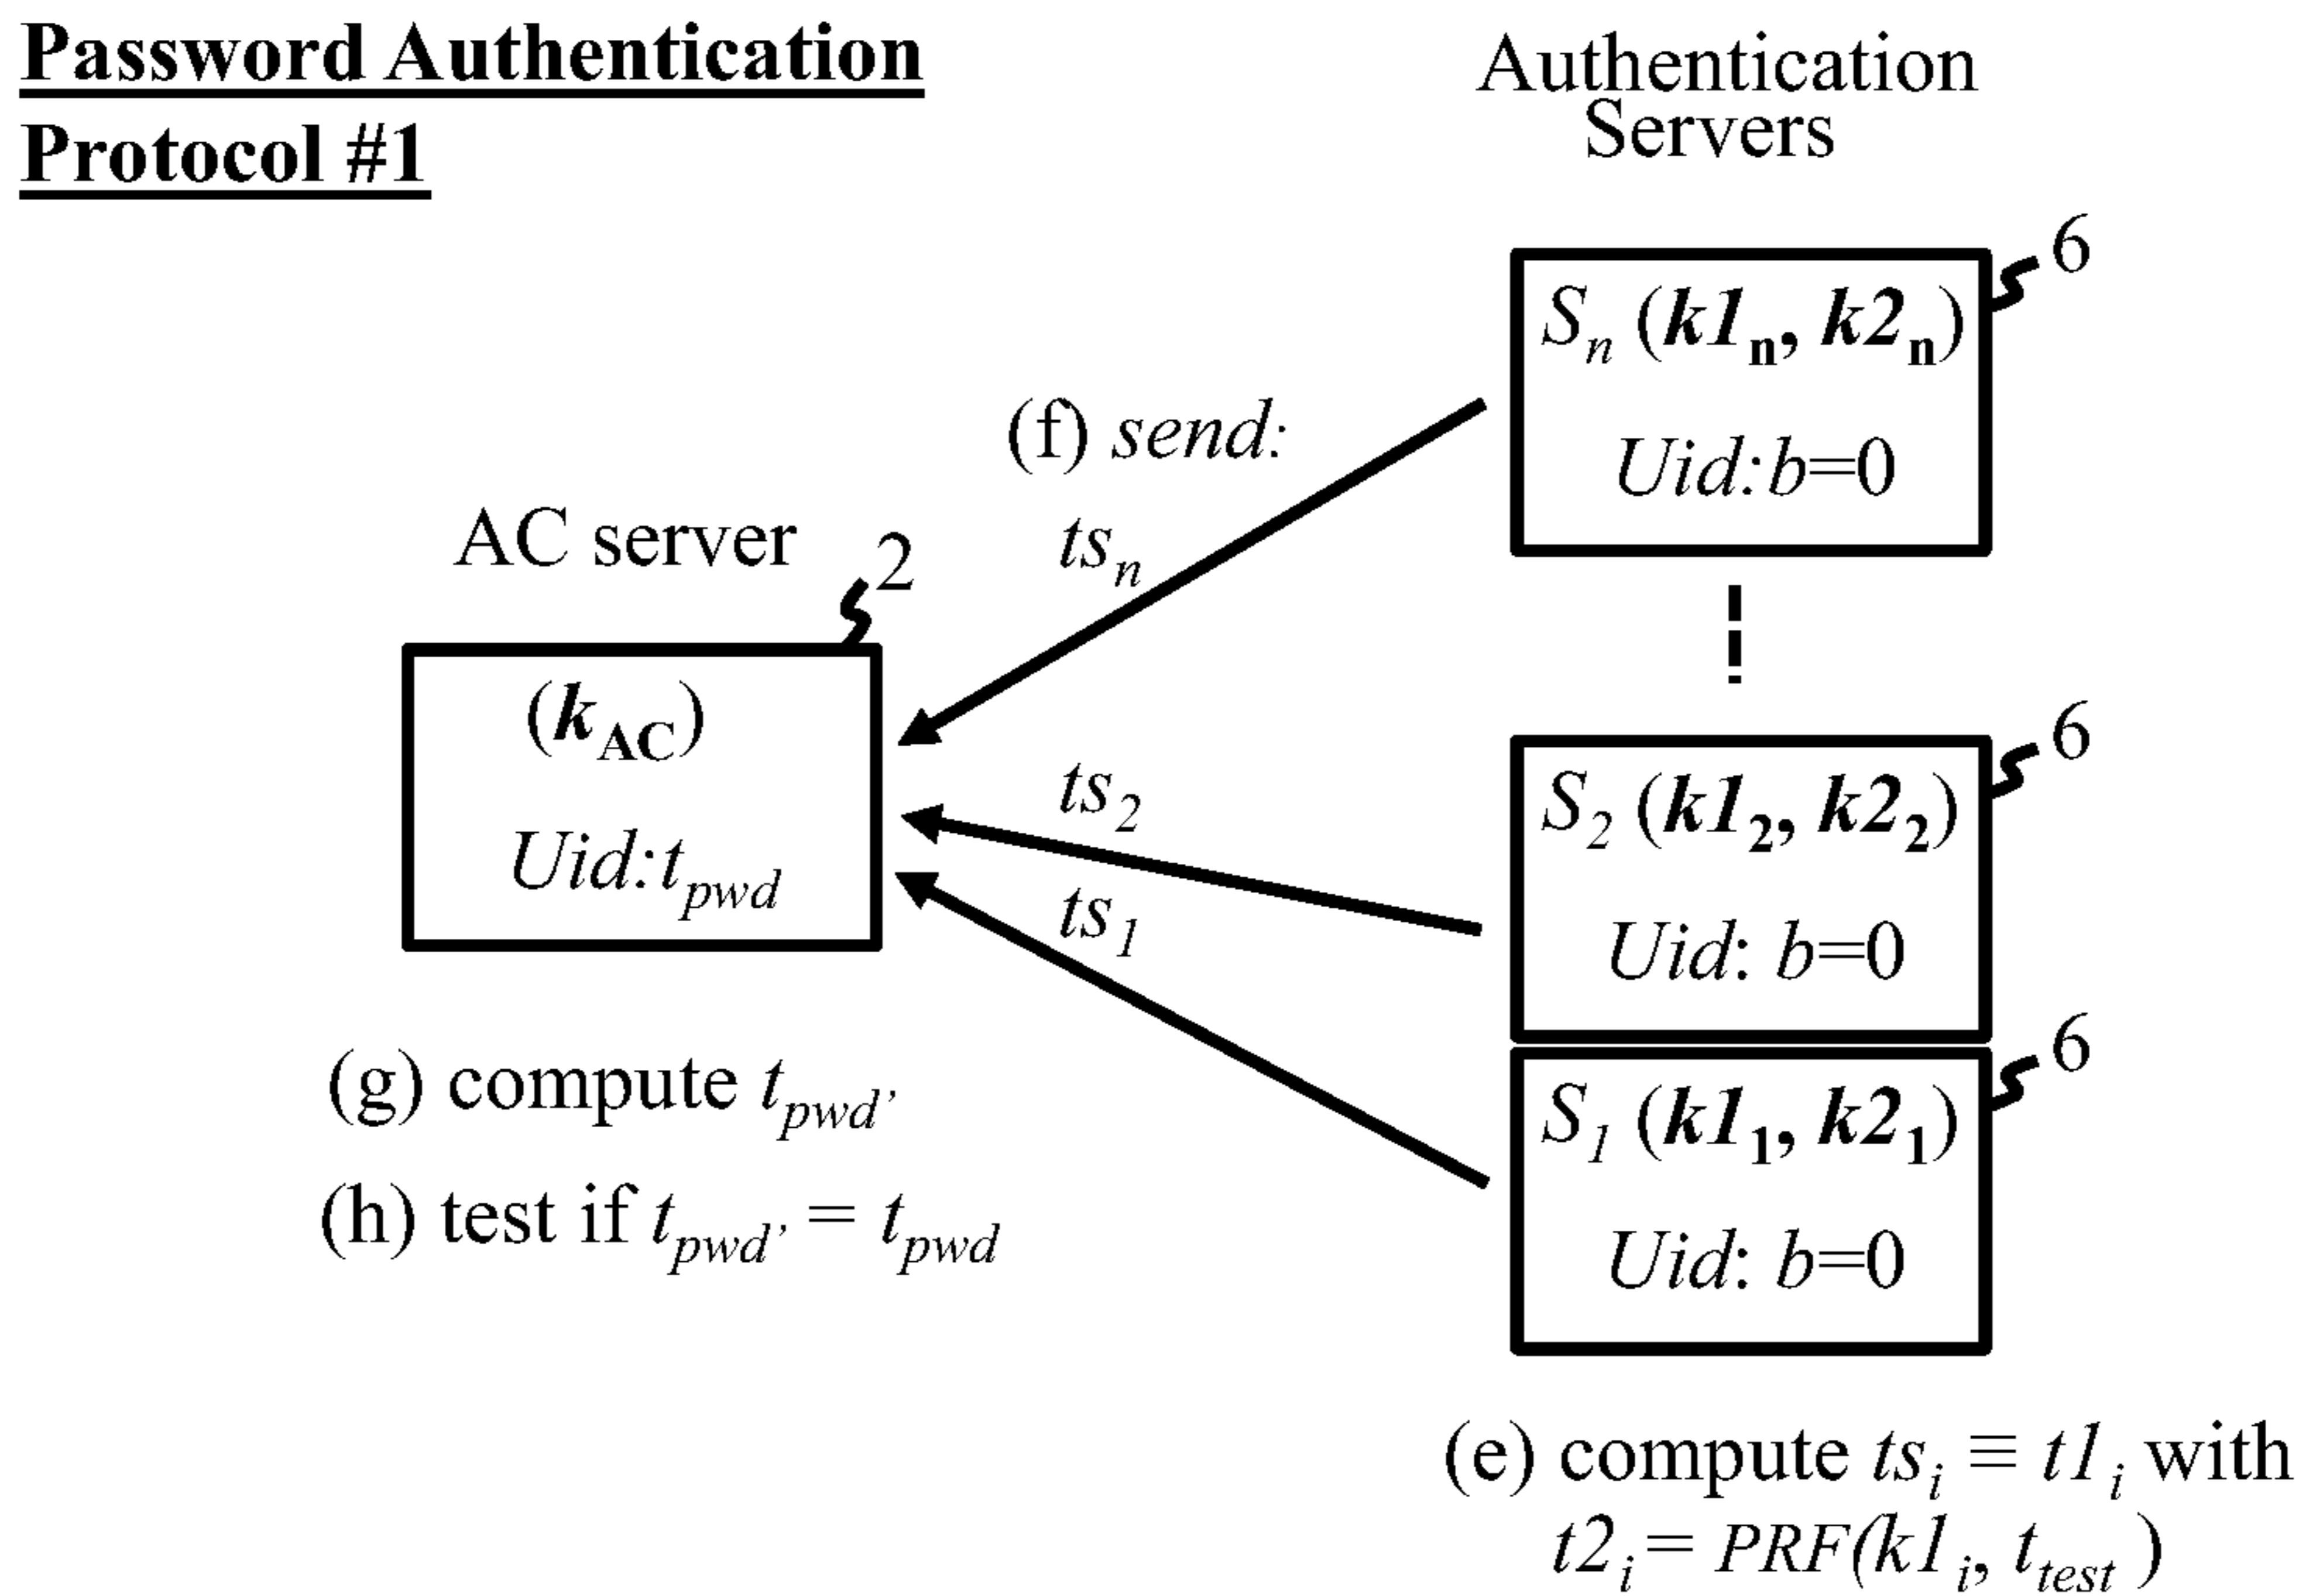 Password Authentication
Protocol #1
Authentication
Servers
6
Sn (k1n, k2n)
Uid:b=0
(f) send:
tsn
AC server
2
(kAC)
Uid:tpwd
ts2
ts1
6
S2 (k12, k22)
Uid: b=0
6
S1 (k11, k21)
Uid: b=0
(g) compute tpwd’
(h) test if tpwd’ = tpwd
(e) compute tsi ≡ t1i with
t2i = PRF(k1i, ttest )